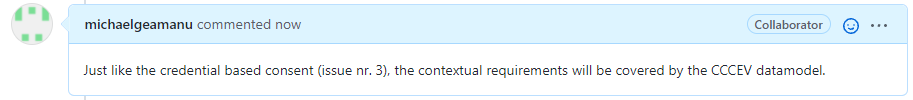 michaelgeamanu commented now Collaborator
Just like the credential based consent (issue nr. 3), the contextual requirements will be covered by the CCCEV datamodel.